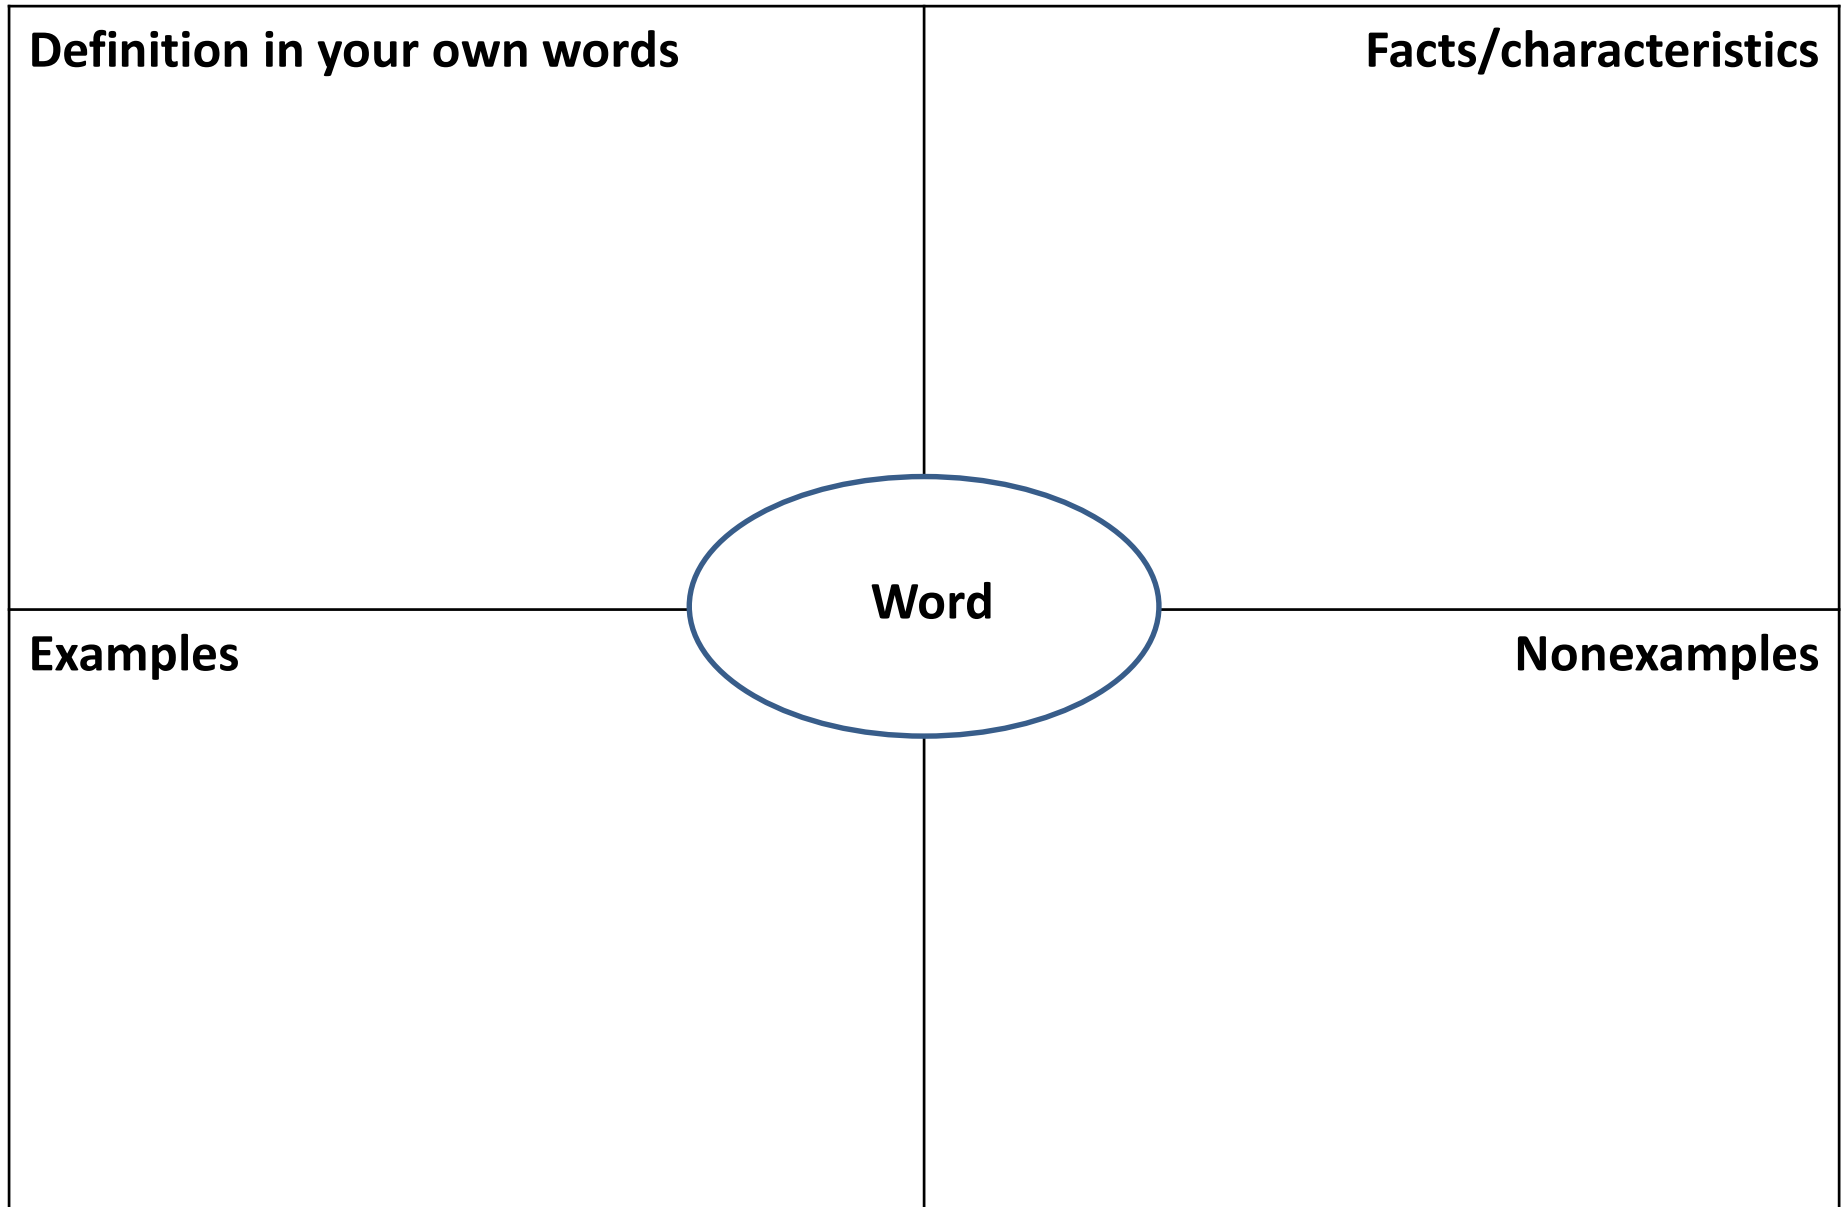 Definition in your own words
Facts/characteristics
Word
Examples
Nonexamples